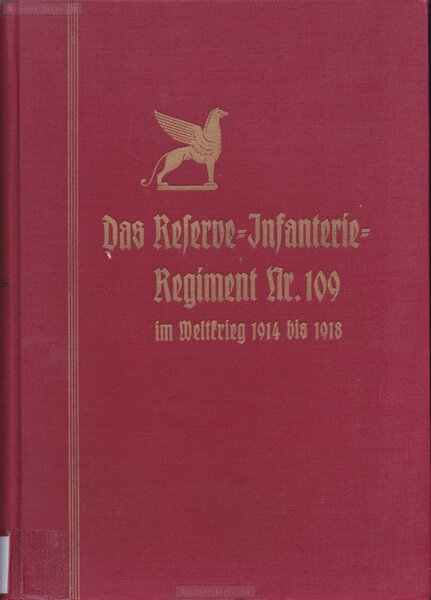 Das Reſerve-Infanterie-
Regiment Nr. 109
im Weltkrieg 1914 bis 1918